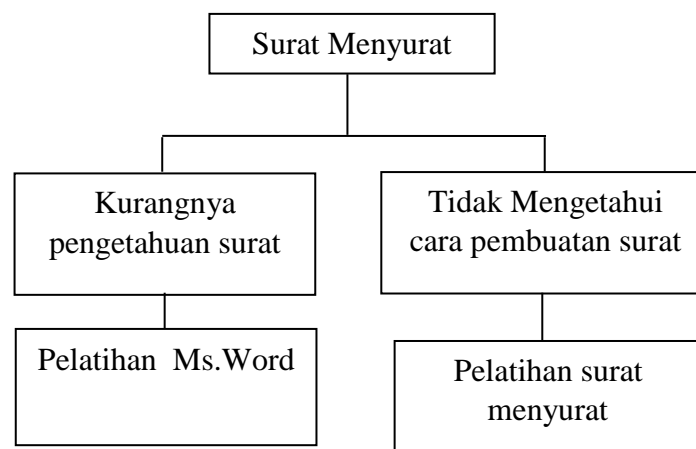 Surat Menyurat
Kurangnya
pengetahuan surat
Tidak Mengetahui
cara pembuatan surat
Pelatihan Ms.Word
Pelatihan surat
menyurat